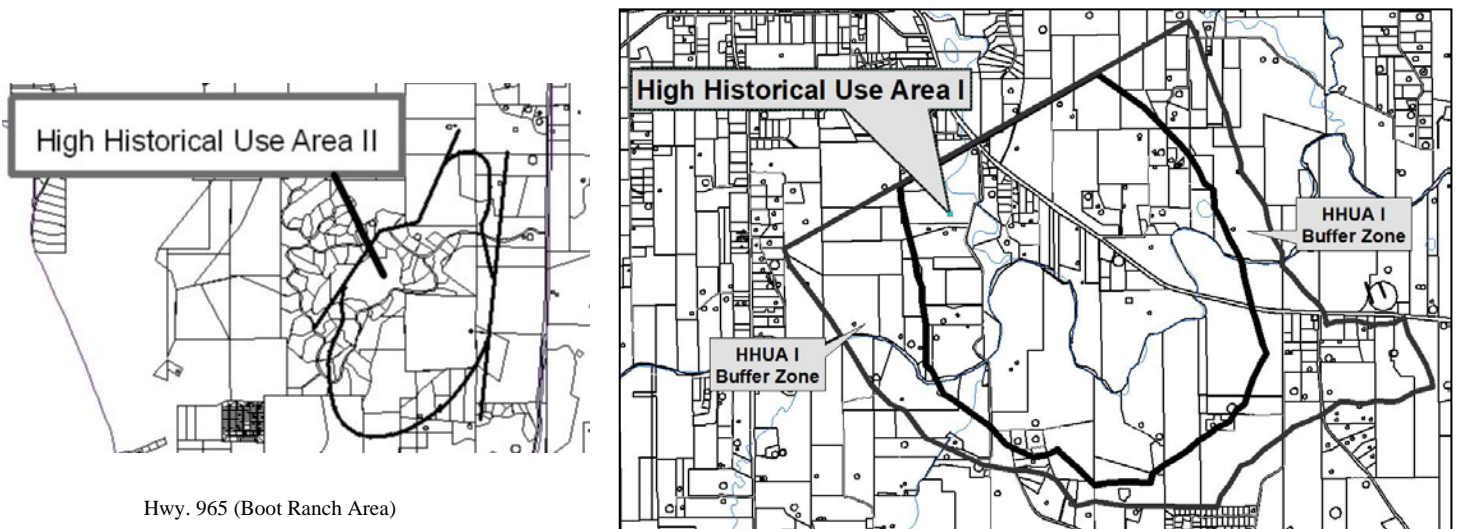 High Historical Use Area II
Hwy. 965 (Boot Ranch Area)
High Historical Use Area I
HHUA I
Buffer Zone
HHUA I
Buffer Zone